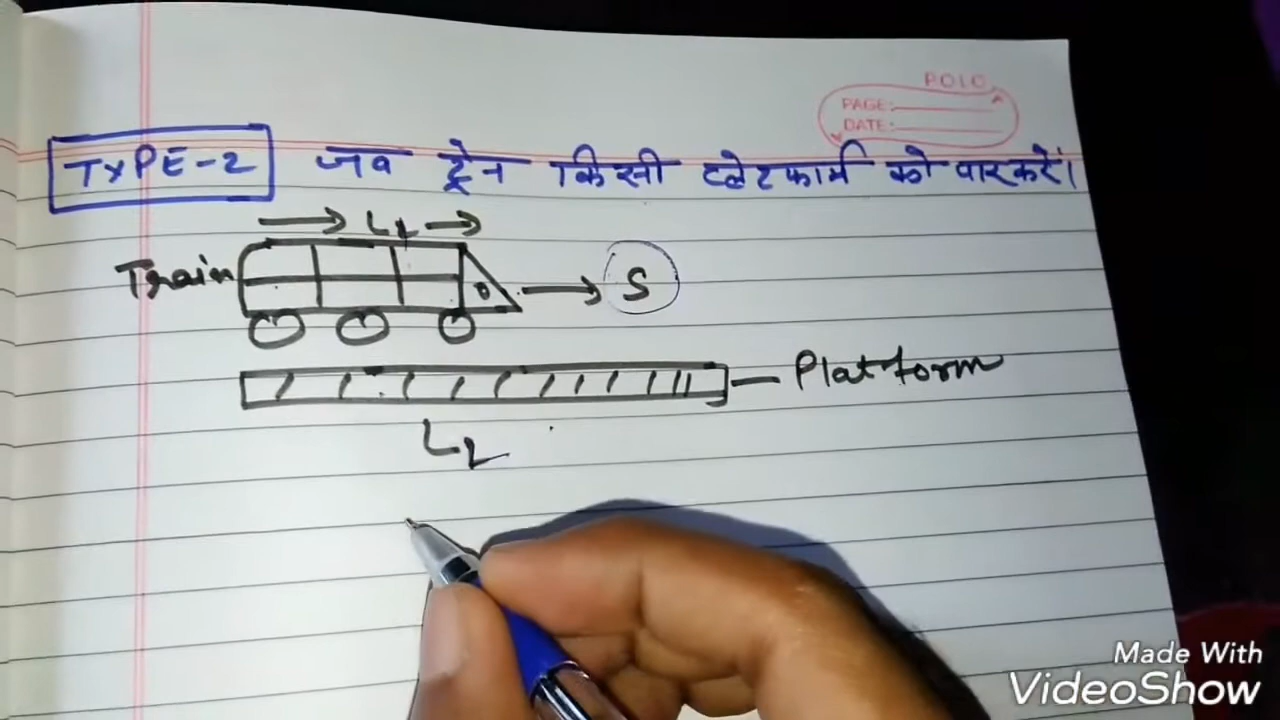 POLO
PAGE:
DATE:
TYPE-2 जब ट्रेन किसी प्लेटफार्म को पार करें।
L1
Train
S
Platform
L2
Made With
VideoShow